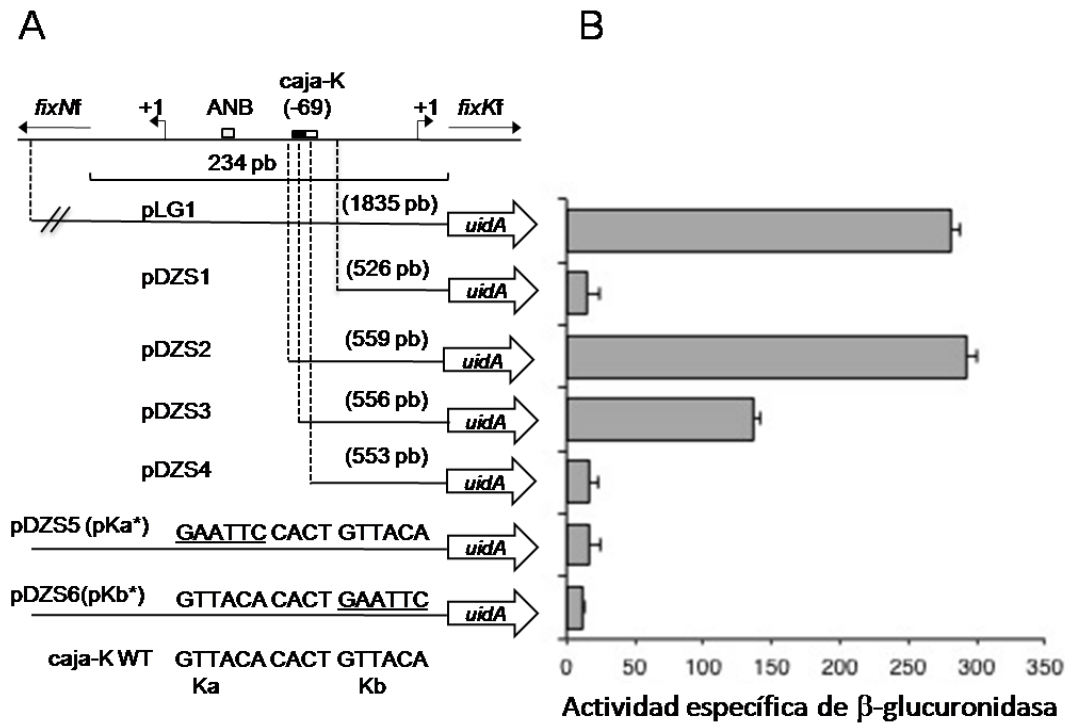 A
B
caja-K
fixNf
+1
ANB
(-69)
+1
fixKf
234 pb
pLG1
(1835 pb)
uidA
pDZS1
(526 pb)
uidA
pDZS2
(559 pb)
uidA
pDZS3
(556 pb)
uidA
pDZS4
(553 pb)
uidA
pDZS5 (pKa*)
GAATTC CACT GTTACA
uidA
pDZS6(pKb*)
GTTACA CACT GAATTC
uidA
caja-K WT
GTTACA CACT GTTACA
Ka
Kb
0 50 100 150 200 250 300 350
Actividad específica de β-glucuronidasa